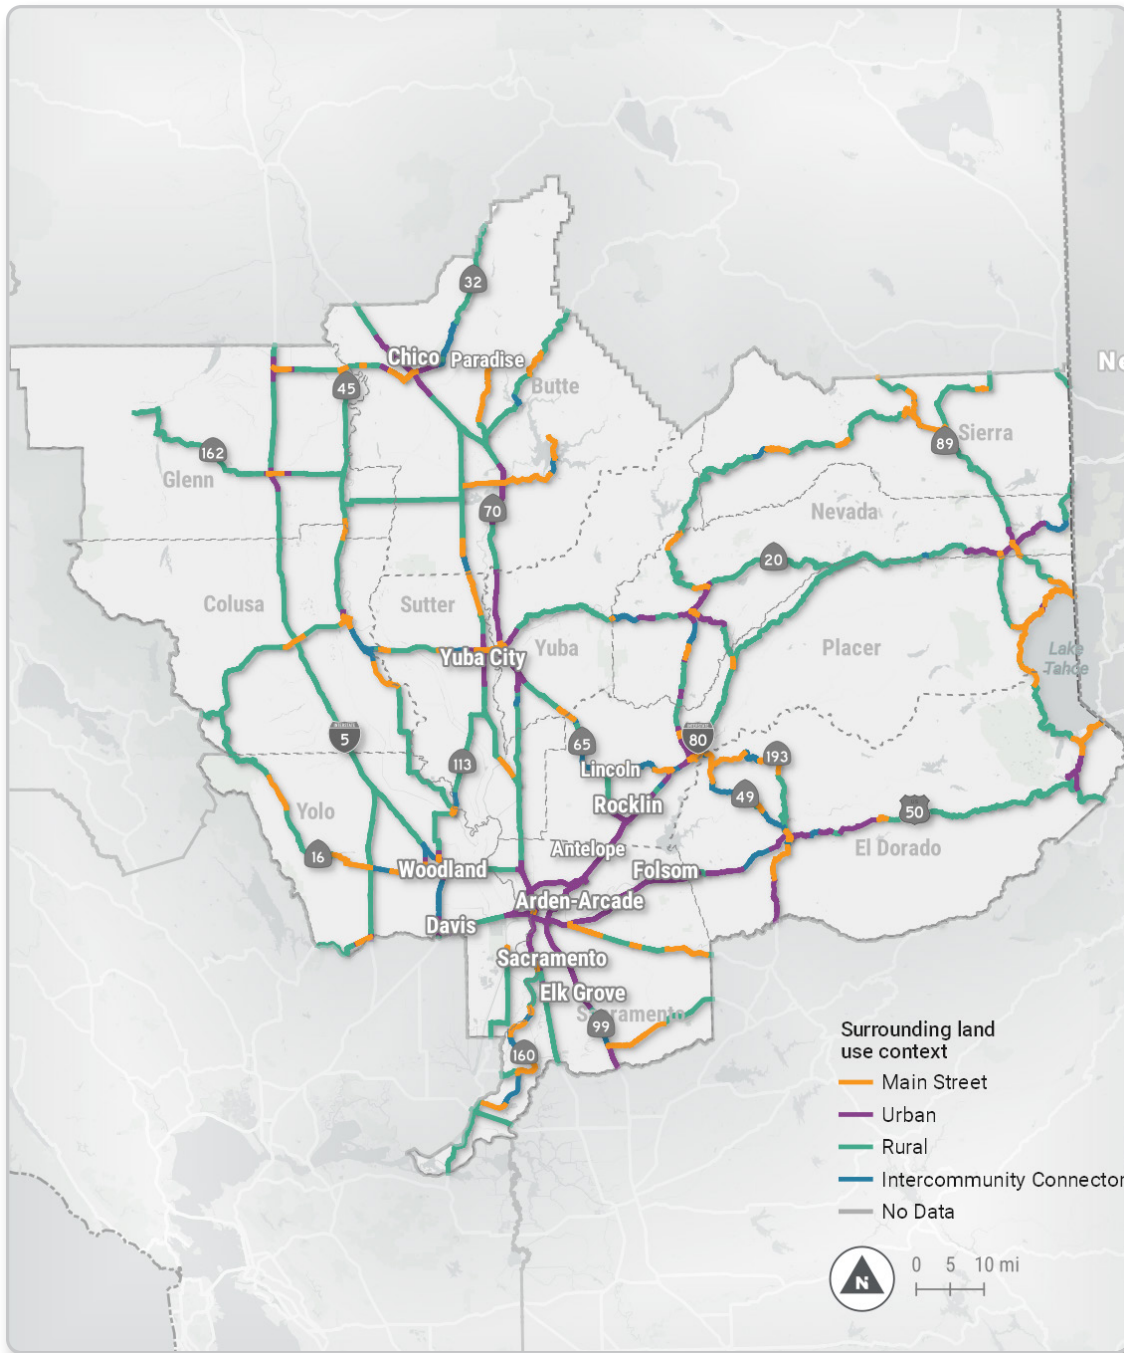 32
Chico
Paradise
Butte
45
Ne
Sierra
89
162
Glenn
70
Nevada
20
Colusa
Sutter
Yuba City
Yuba
Placer
Lake
Tahoe
5
80
65
193
113
Lincoln
49
Rocklin
50
Yolo
16
Antelope
El Dorado
Woodland
Folsom
Arden-Arcade
Davis
Sacramento
Elk Grove
Sacramento
99
160
Surrounding land
use context
Main Street
Urban
Rural
Intercommunity Connector
No Data
N
0 5 10 mi